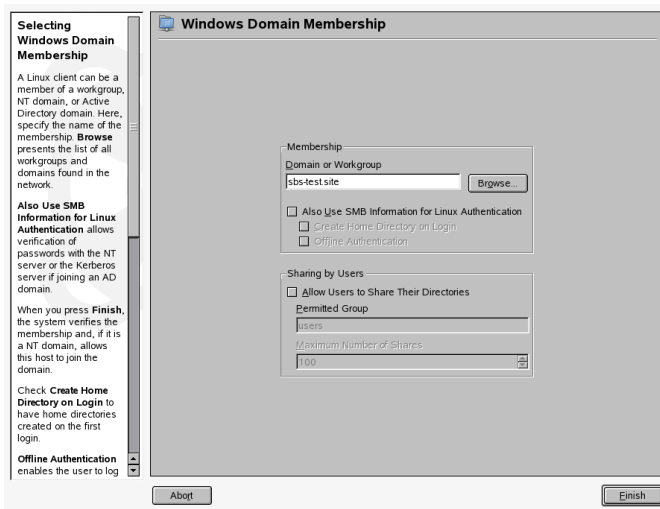 Selecting
Windows Domain
Membership
A Linux client can be a
member of a workgroup,
NT domain, or Active
Directory domain. Here,
specify the name of the
membership. Browse
presents the list of all
workgroups and
domains found in the
network.
Also Use SMB
Information for Linux
Authentication allows
verification of
passwords with the NT
server or the Kerberos
server if joining an AD
domain.
When you press Finish,
the system verifies the
membership and, if it is
a NT domain, allows
this host to join the
domain.
Check Create Home
Directory on Login to
have home directories
created on the first
login.
Offline Authentication
enables the user to log
Windows Domain Membership
Membership
Domain or Workgroup
sbs-test.site
Browse...
Also Use SMB Information for Linux Authentication
Create Home Directory on Login
Offline Authentication
Sharing by Users
Allow Users to Share Their Directories
Permitted Group
users
Maximum Number of Shares
100
Abort
Finish